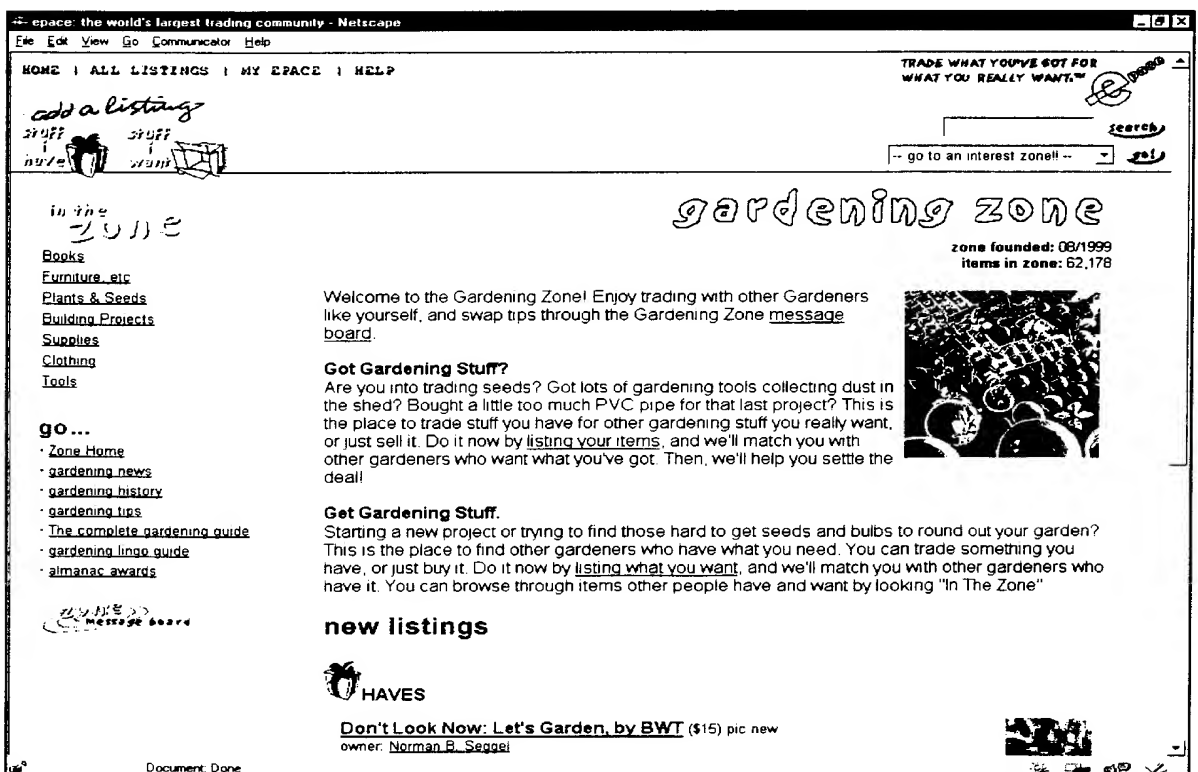 epace: the world's largest trading community - Netscape
File Edit View Go Communicator Help
HOME | ALL LISTINGS | MY EPACE | HELP
TRADE WHAT YOU'VE GOT FOR
WHAT YOU REALLY WANT.™
epace
add a listing
stuff i have
stuff i want
search
-- go to an interest zone!! --
go!
in the zone
Books
Furniture, etc
Plants & Seeds
Building Projects
Supplies
Clothing
Tools
go...
· Zone Home
· gardening news
· gardening history
· gardening tips
· The complete gardening guide
· gardening lingo guide
· almanac awards
zone
message board
gardening zone
zone founded: 08/1999
items in zone: 62,178
Welcome to the Gardening Zone! Enjoy trading with other Gardeners
like yourself, and swap tips through the Gardening Zone message
board.
Got Gardening Stuff?
Are you into trading seeds? Got lots of gardening tools collecting dust in
the shed? Bought a little too much PVC pipe for that last project? This is
the place to trade stuff you have for other gardening stuff you really want,
or just sell it. Do it now by listing your items, and we'll match you with
other gardeners who want what you've got. Then, we'll help you settle the
deal!
Get Gardening Stuff.
Starting a new project or trying to find those hard to get seeds and bulbs to round out your garden?
This is the place to find other gardeners who have what you need. You can trade something you
have, or just buy it. Do it now by listing what you want, and we'll match you with other gardeners who
have it. You can browse through items other people have and want by looking "In The Zone"
new listings
HAVES
Don't Look Now: Let's Garden, by BWT ($15) pic new
owner: Norman B. Seggel
Document: Done